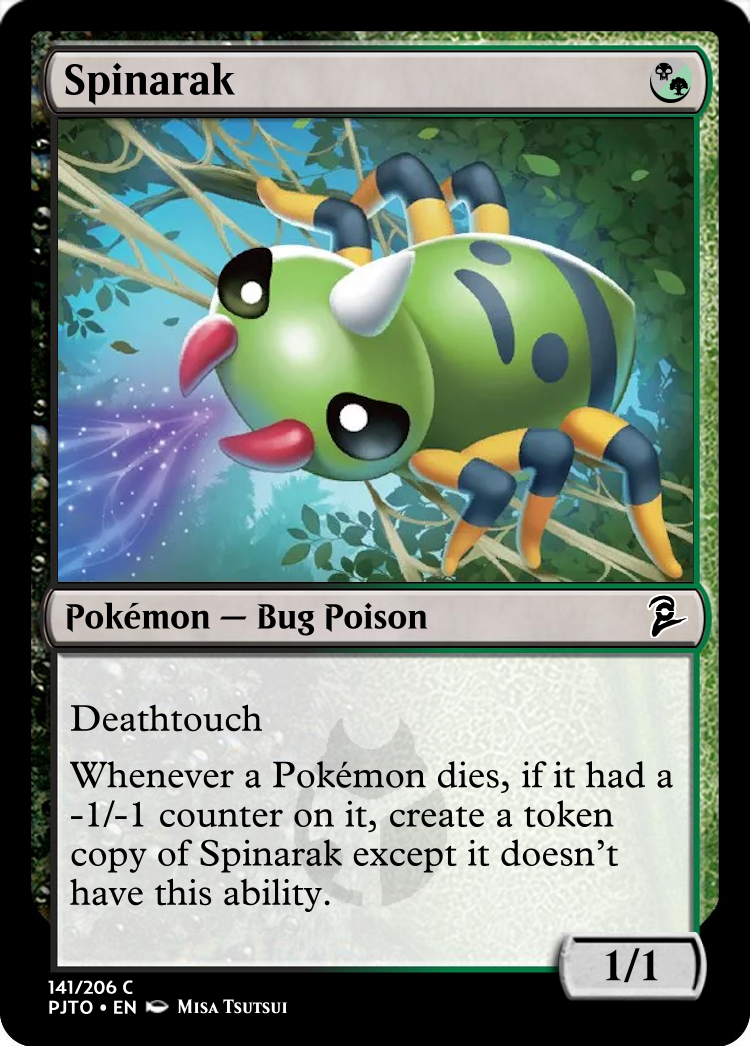 Spinarak
Pokémon — Bug Poison
Deathtouch
Whenever a Pokémon dies, if it had a
-1/-1 counter on it, create a token
copy of Spinarak except it doesn't
have this ability.
1/1
141/206 C
PJTO • EN Misa Tsutsui